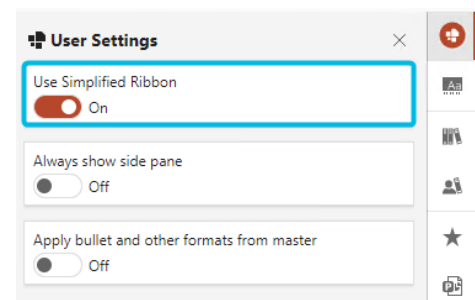 User Settings
Use Simplified Ribbon
On
Always show side pane
Off
Apply bullet and other formats from master
Off
Aa